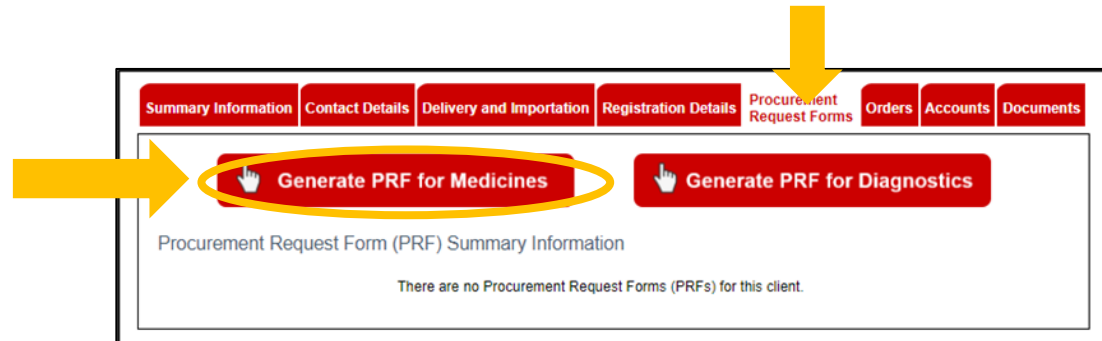 Summary Information Contact Details Delivery and Importation Registration Details Procurement Request Forms Orders Accounts Documents
Generate PRF for Medicines Generate PRF for Diagnostics
Procurement Request Form (PRF) Summary Information
There are no Procurement Request Forms (PRFs) for this client.